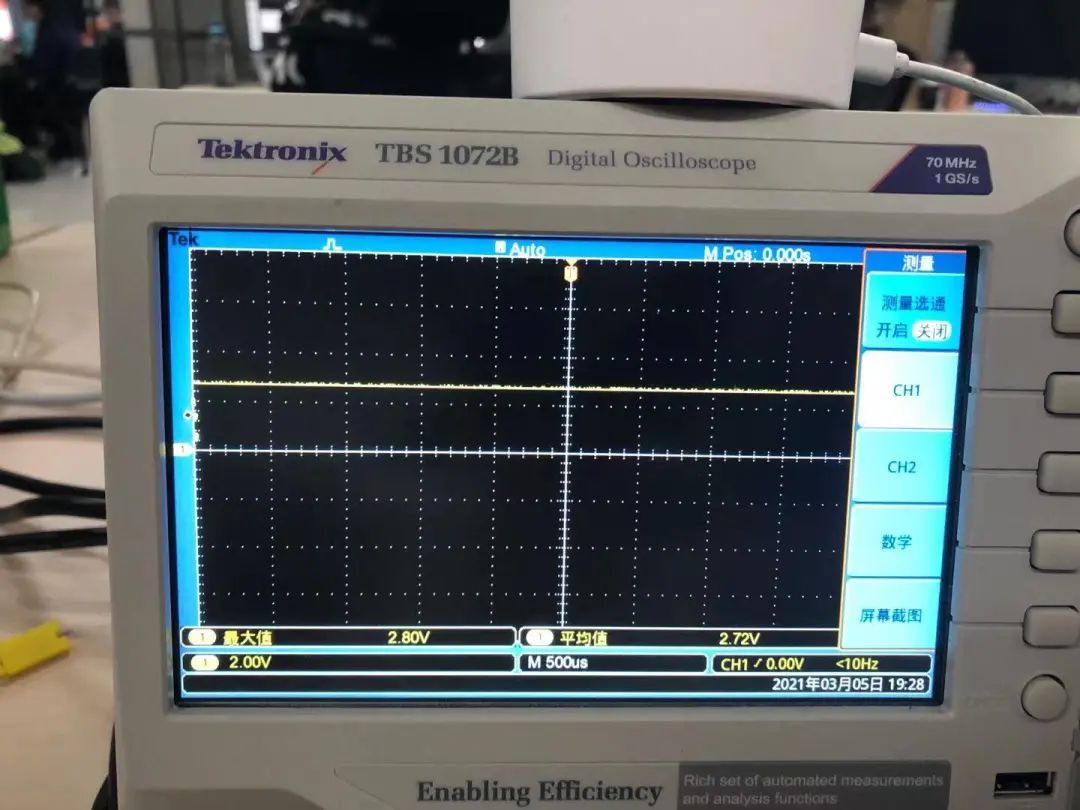 Tektronix TBS 1072B Digital Oscilloscope
70 MHz
1 GS/s
Tek Auto M Pos: 0.000s
测量
测量选通
开启 关闭
CH1
CH2
数学
屏幕截图
1
1 最大值 2.80V 1 平均值 2.72V
1 2.00V M 500us CH1 / 0.00V <10Hz
2021年03月05日 19:28
Enabling Efficiency
Rich set of automated measurements
and analysis functions